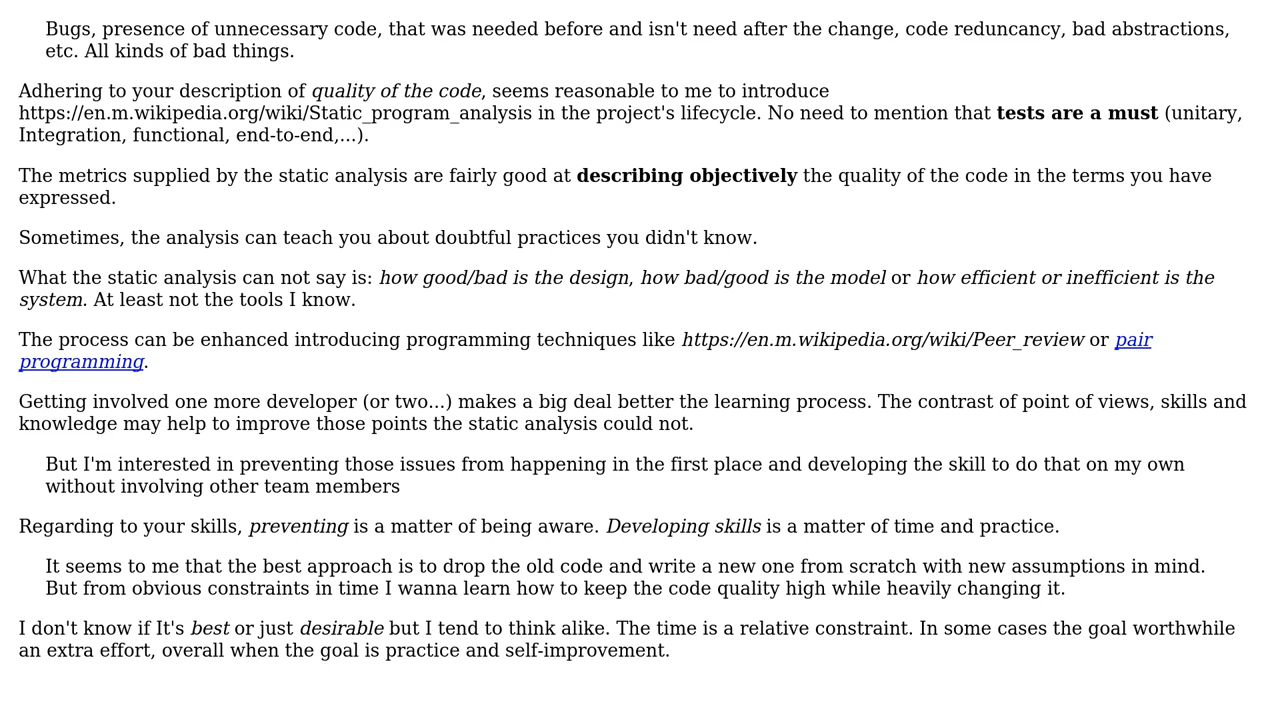 Bugs, presence of unnecessary code, that was needed before and isn't need after the change, code reduncancy, bad abstractions,
etc. All kinds of bad things.
Adhering to your description of quality of the code, seems reasonable to me to introduce
https://en.m.wikipedia.org/wiki/Static_program_analysis in the project's lifecycle. No need to mention that tests are a must (unitary,
Integration, functional, end-to-end,...).
The metrics supplied by the static analysis are fairly good at describing objectively the quality of the code in the terms you have
expressed.
Sometimes, the analysis can teach you about doubtful practices you didn't know.
What the static analysis can not say is: how good/bad is the design, how bad/good is the model or how efficient or inefficient is the
system. At least not the tools I know.
The process can be enhanced introducing programming techniques like https://en.m.wikipedia.org/wiki/Peer_review or pair
programming.
Getting involved one more developer (or two...) makes a big deal better the learning process. The contrast of point of views, skills and
knowledge may help to improve those points the static analysis could not.
But I'm interested in preventing those issues from happening in the first place and developing the skill to do that on my own
without involving other team members
Regarding to your skills, preventing is a matter of being aware. Developing skills is a matter of time and practice.
It seems to me that the best approach is to drop the old code and write a new one from scratch with new assumptions in mind.
But from obvious constraints in time I wanna learn how to keep the code quality high while heavily changing it.
I don't know if It's best or just desirable but I tend to think alike. The time is a relative constraint. In some cases the goal worthwhile
an extra effort, overall when the goal is practice and self-improvement.